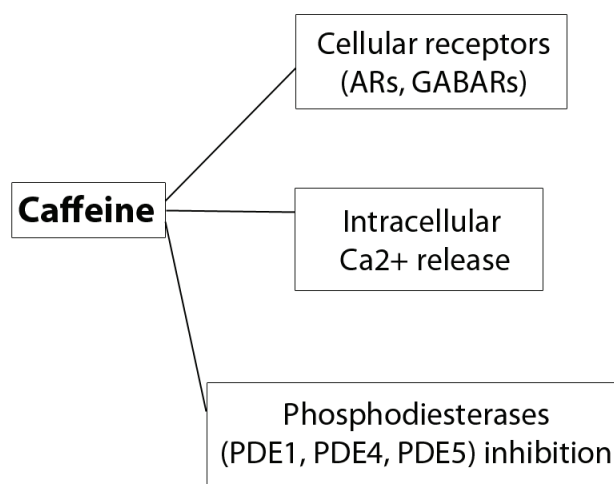 Cellular receptors
(ARs, GABARs)
Caffeine
Intracellular
Ca2+ release
Phosphodiesterases
(PDE1, PDE4, PDE5) inhibition